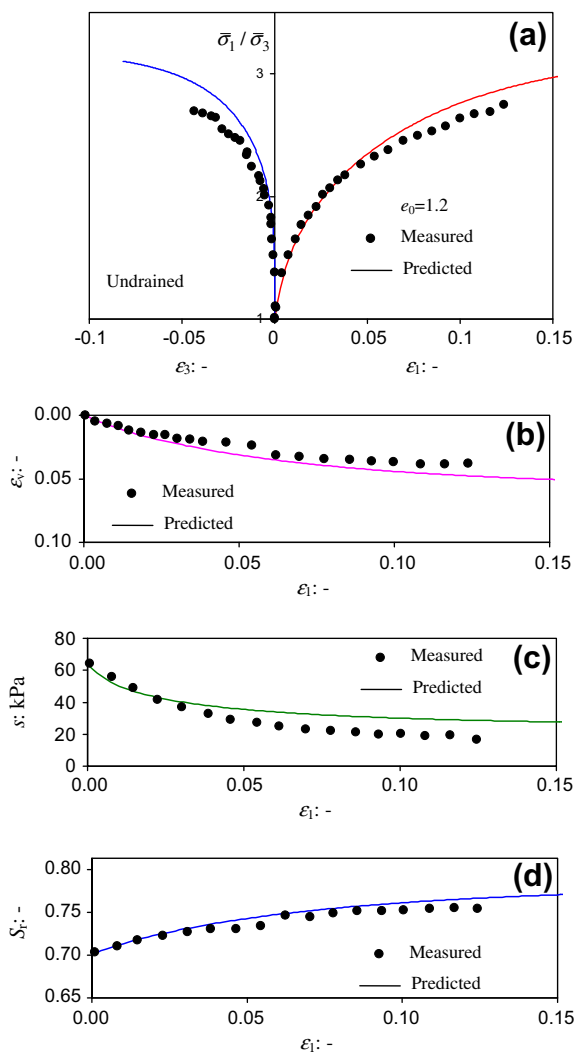 σ̄₁ / σ̄₃ (a)
3
2
e₀=1.2
Measured
Undrained
Predicted
1
-0.1 -0.05 0 0.05 0.1 0.15
ε₃: - ε₁: -
0.00 (b)
εᵥ: -
0.05
Measured
Predicted
0.10
0.00 0.05 0.10 0.15
ε₁: -
80 (c)
Measured
60
Predicted
s: kPa
40
20
0
0.00 0.05 0.10 0.15
ε₁: -
0.80 (d)
0.75
Sᵣ: -
0.70
Measured
Predicted
0.65
0.00 0.05 0.10 0.15
ε₁: -